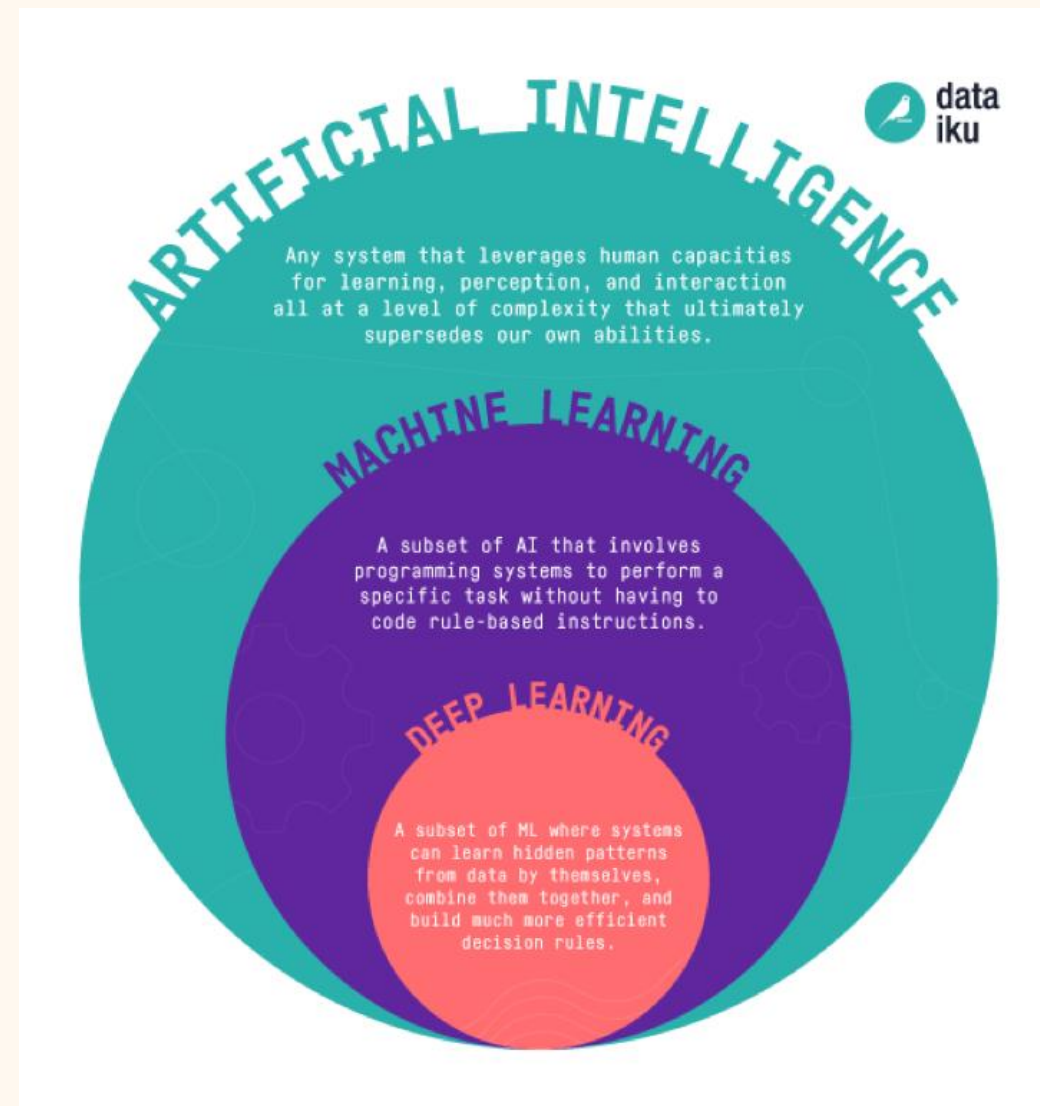 data
iku
ARTIFICIAL INTELLIGENCE
Any system that leverages human capacities
for learning, perception, and interaction
all at a level of complexity that ultimately
supersedes our own abilities.
MACHINE LEARNING
A subset of AI that involves
programming systems to perform a
specific task without having to
code rule-based instructions.
DEEP LEARNING
A subset of ML where systems
can learn hidden patterns
from data by themselves,
combine them together, and
build much more efficient
decision rules.